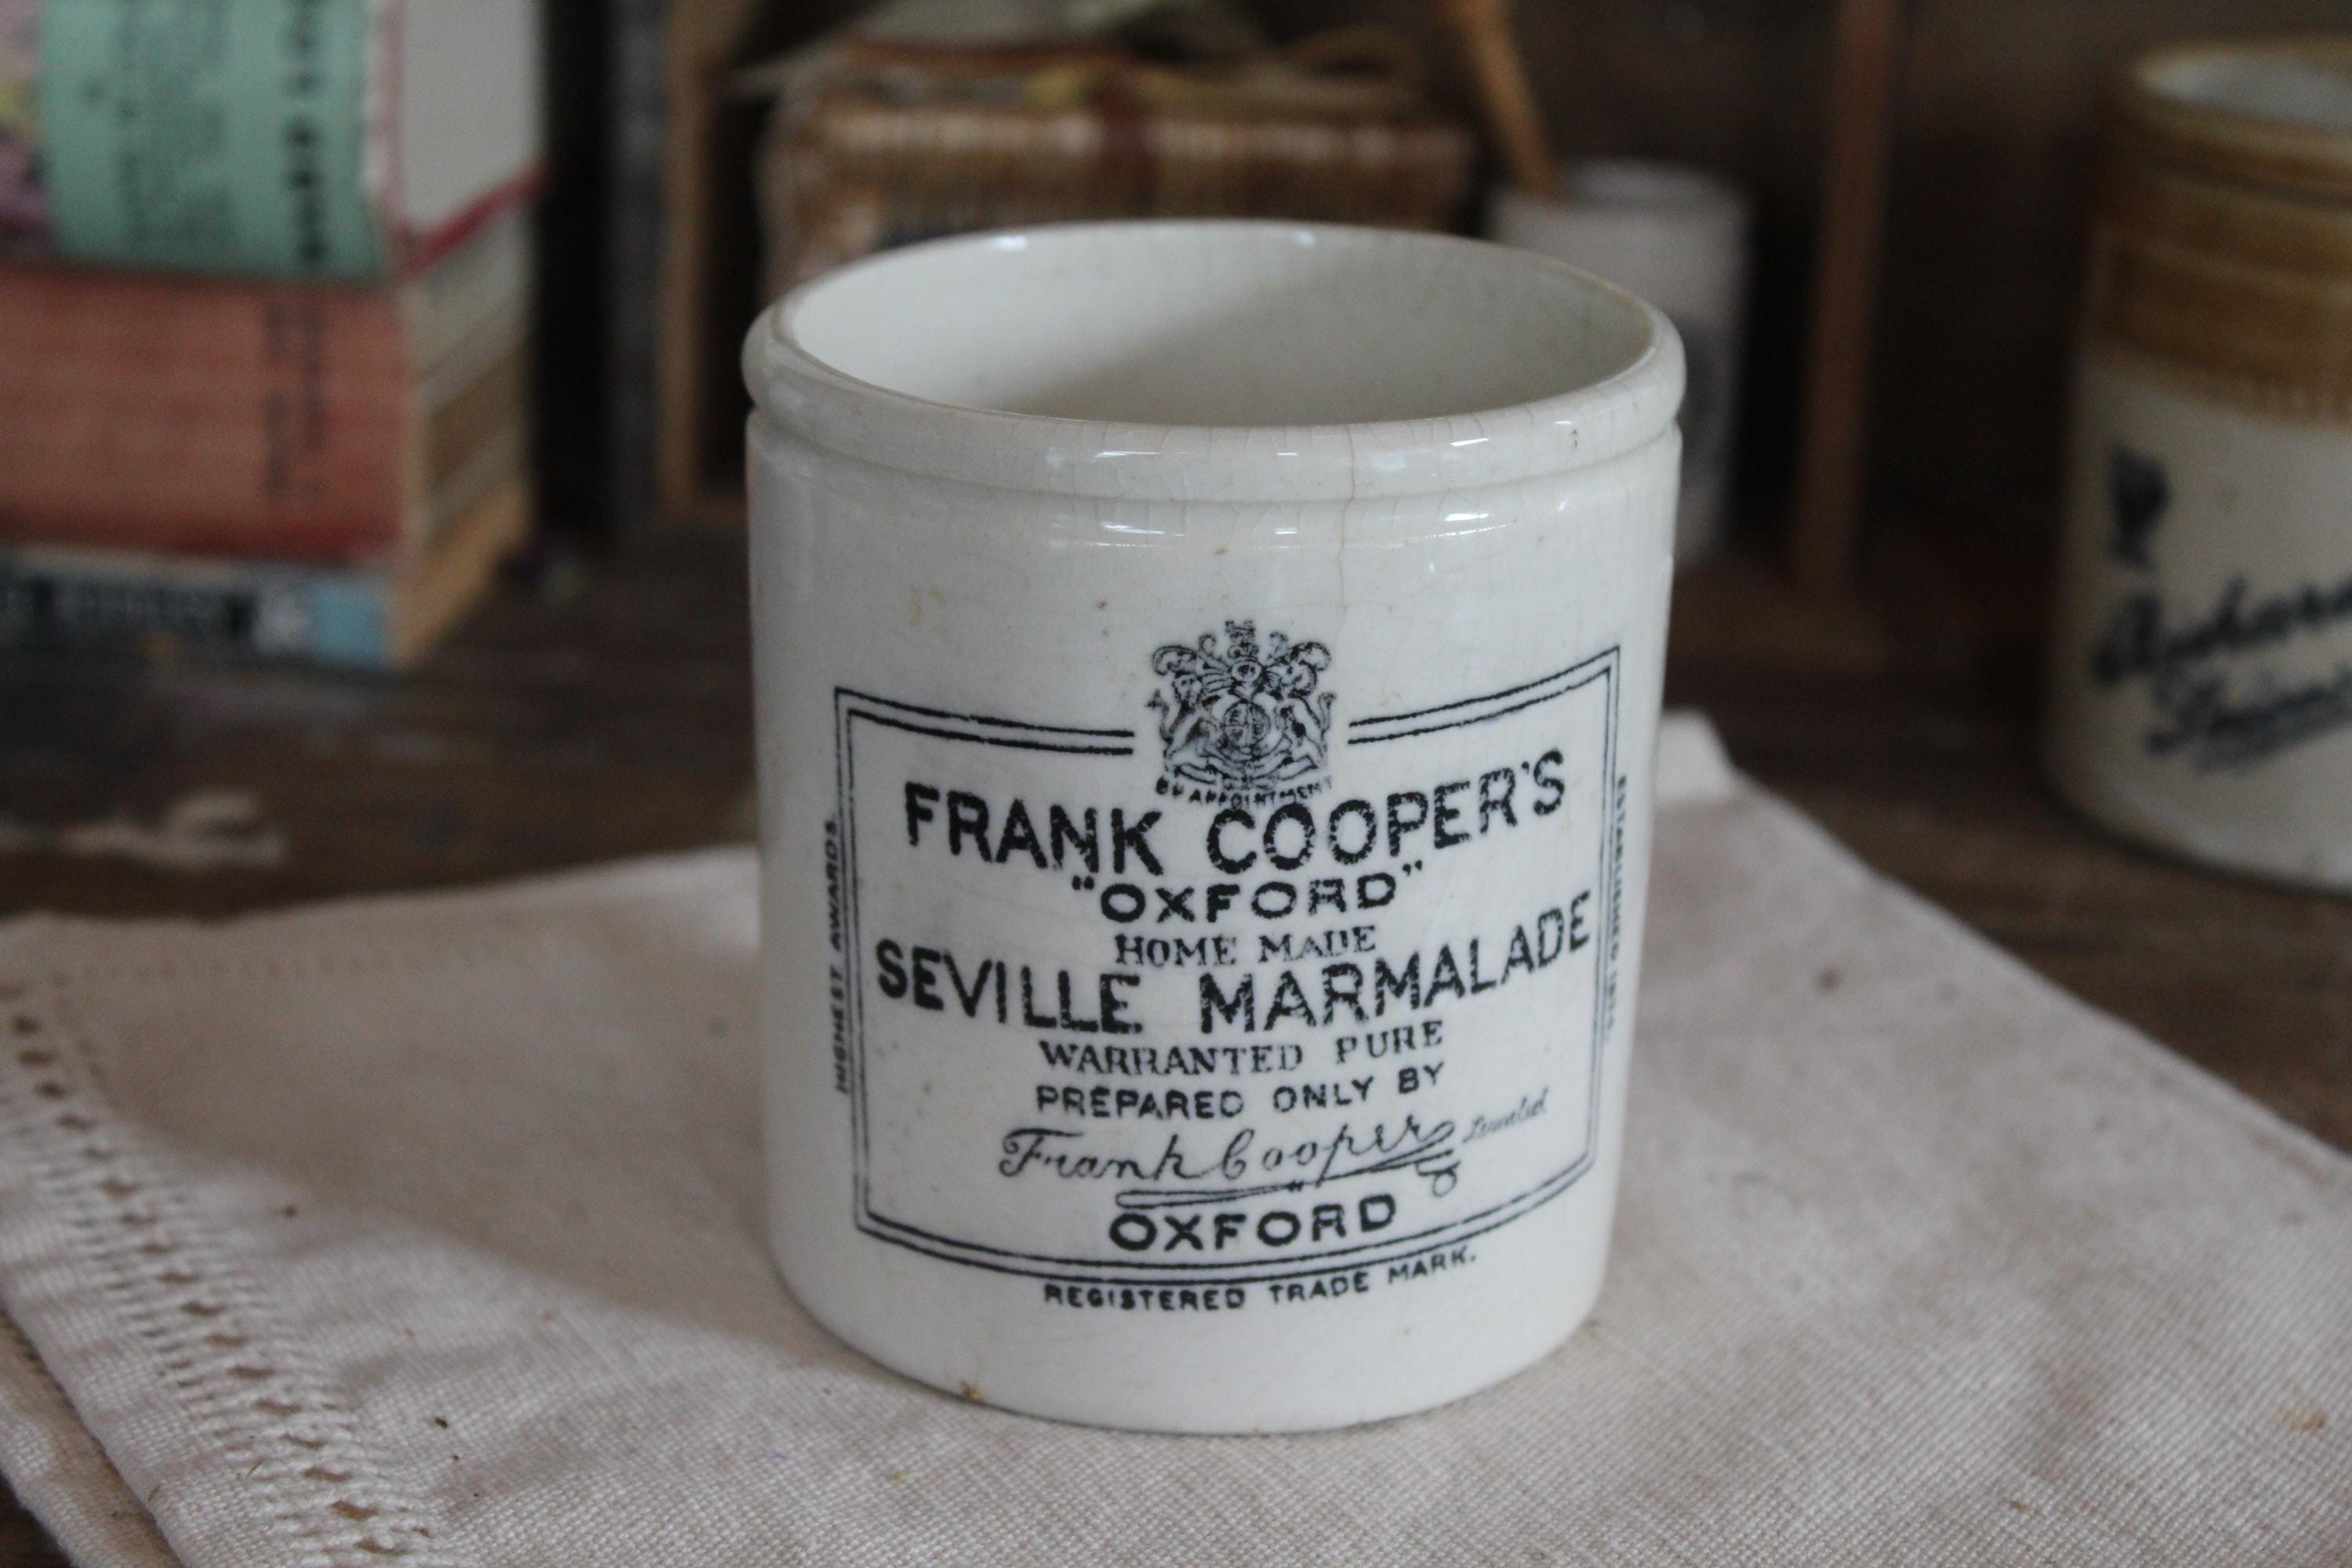 BY APPOINTMENT
FRANK COOPER'S
"OXFORD"
HOME MADE
SEVILLE MARMALADE
WARRANTED PURE
PREPARED ONLY BY
Frank Cooper Limited
OXFORD
REGISTERED TRADE MARK.
HIGHEST AWARDS.
ESTABLISHED